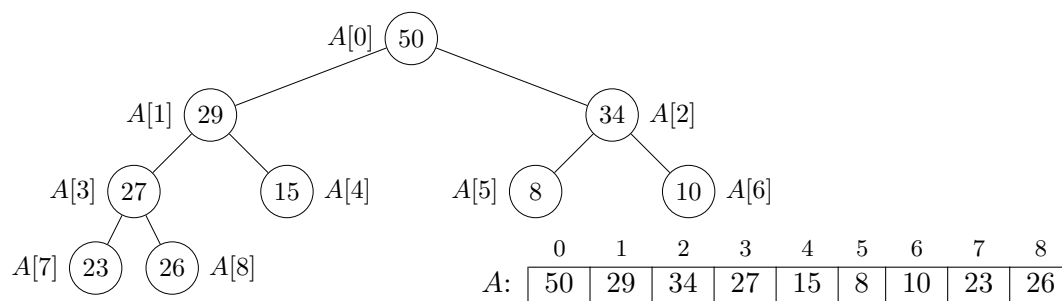 A[0] 50
A[1] 29 34 A[2]
A[3] 27 15 A[4] A[5] 8 10 A[6]
0 1 2 3 4 5 6 7 8
A[7] 23 26 A[8] A: 50 29 34 27 15 8 10 23 26